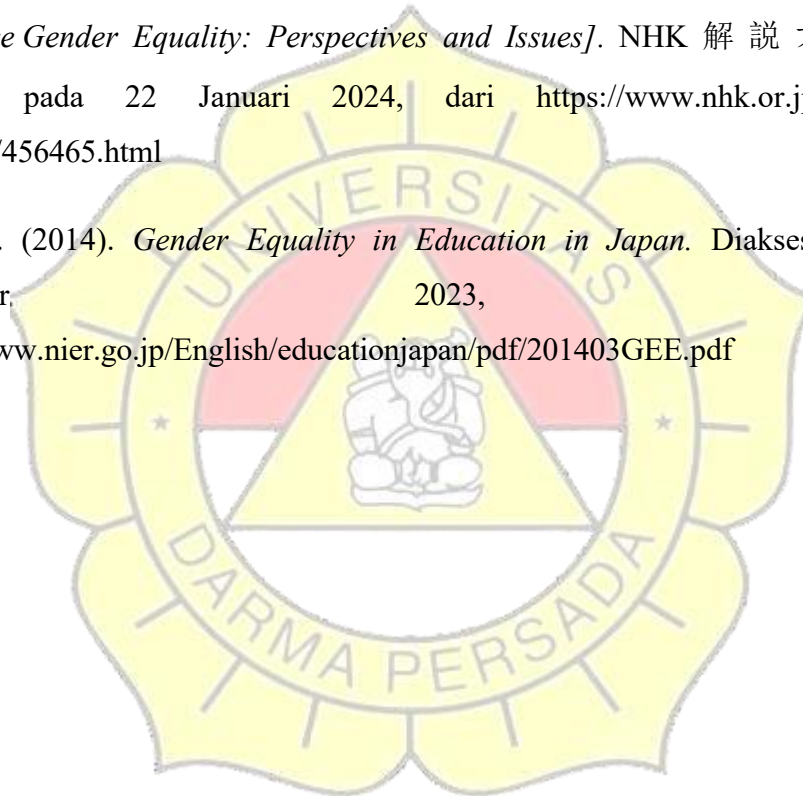 Gender Equality: Perspectives and Issues]. NHK 解 説
pada 22 Januari 2024, dari https://www.nhk.or.jp
/456465.html
. (2014). Gender Equality in Education in Japan. Diakses
2023,
ww.nier.go.jp/English/educationjapan/pdf/201403GEE.pdf
UNIVERSITAS
DARMA PERSADA